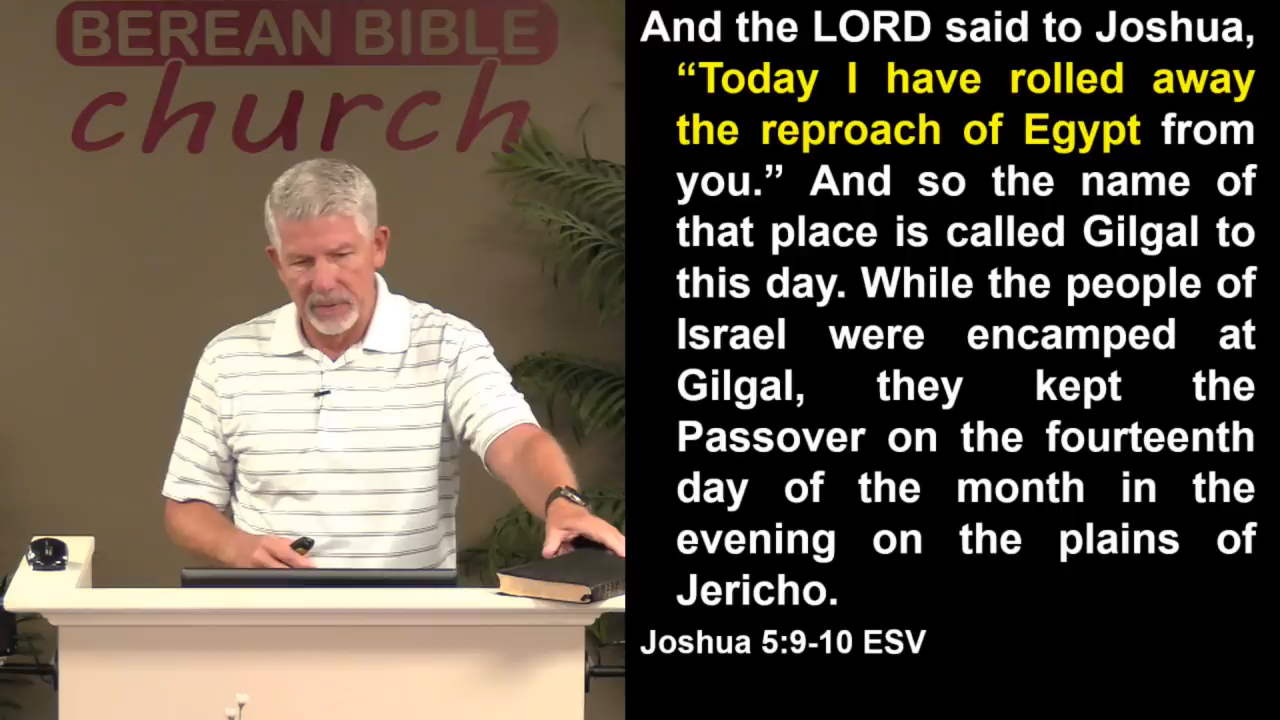 BEREAN BIBLE
church
And the LORD said to Joshua,
“Today I have rolled away
the reproach of Egypt from
you.” And so the name of
that place is called Gilgal to
this day. While the people of
Israel were encamped at
Gilgal, they kept the
Passover on the fourteenth
day of the month in the
evening on the plains of
Jericho.
Joshua 5:9-10 ESV